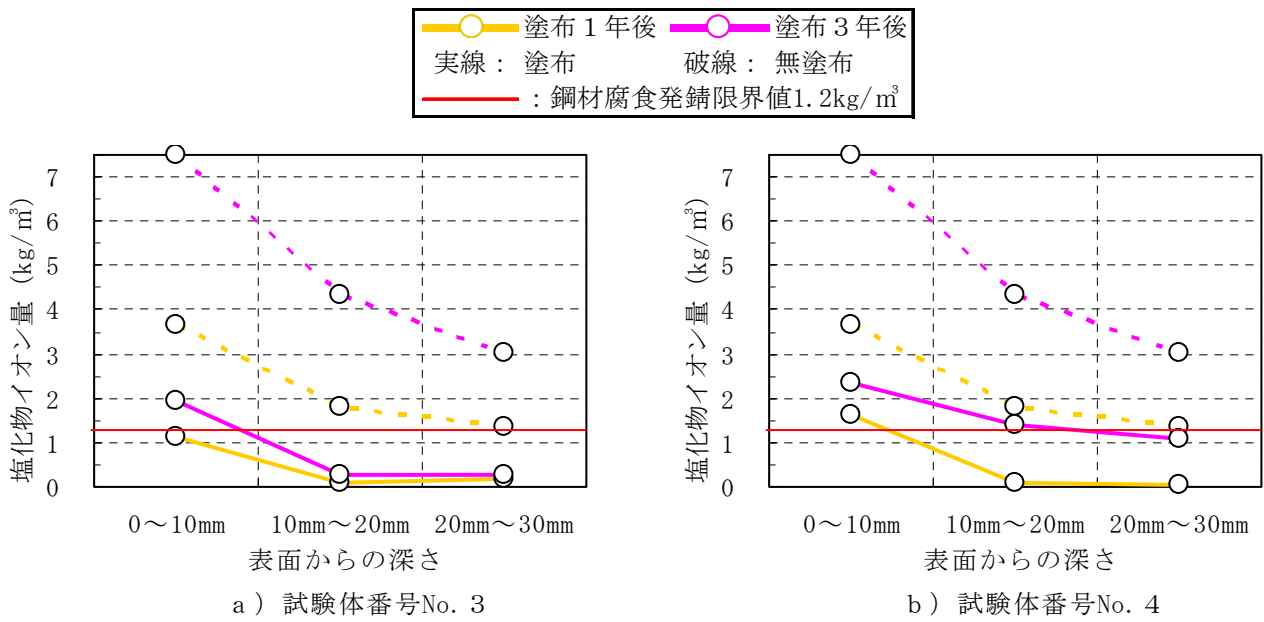 塗布１年後 塗布３年後
実線： 塗布 破線： 無塗布
：鋼材腐食発錆限界値1.2kg/㎥
塩化物イオン量 (kg/㎥)
7
6
5
4
3
2
1
0
0～10mm 10mm～20mm 20mm～30mm
表面からの深さ
a）試験体番号No.3
塩化物イオン量 (kg/㎥)
7
6
5
4
3
2
1
0
0～10mm 10mm～20mm 20mm～30mm
表面からの深さ
b）試験体番号No.4